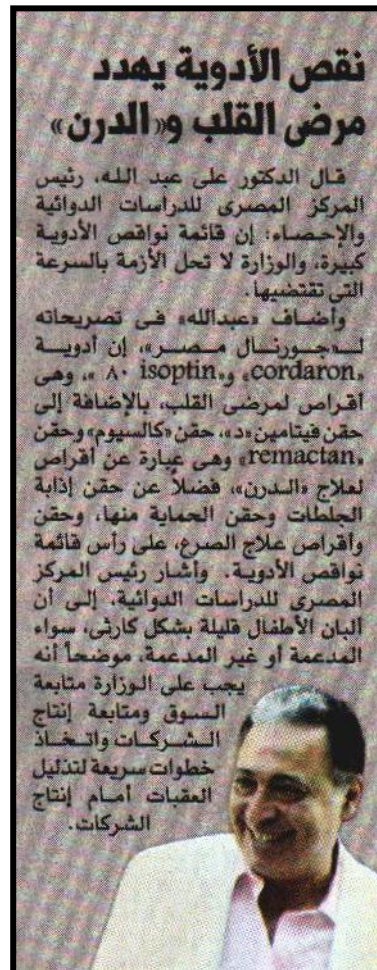 نقص الأدوية يهدد
مرضى القلب و«الدرن»
قال الدكتور على عبد الله، رئيس
المركز المصرى للدراسات الدوائية
والإحصاء: إن قائمة نواقص الأدوية
كبيرة، والوزارة لا تحل الأزمة بالسرعة
التى تقتضيها.
وأضاف «عبدالله» فى تصريحاته
لـ«جورنال مصر»، إن أدوية
«cordaron» و«isoptin ٨٠»، وهى
أقراص لمرضى القلب، بالإضافة إلى
حقن فيتامين «د»، حقن «كالسيوم» وحقن
«remactan» وهى عبارة عن أقراص
لعلاج «الدرن»، فضلاً عن حقن إذابة
الجلطات وحقن الحماية منها، وحقن
وأقراص علاج الصرع، على رأس قائمة
نواقص الأدوية. وأشار رئيس المركز
المصرى للدراسات الدوائية، إلى أن
ألبان الأطفال قليلة بشكل كارثى، سواء
المدعمة أو غير المدعمة، موضحاً أنه
يجب على الوزارة متابعة
السوق ومتابعة إنتاج
الشركات واتخاذ
خطوات سريعة لتذليل
العقبات أمام إنتاج
الشركات.